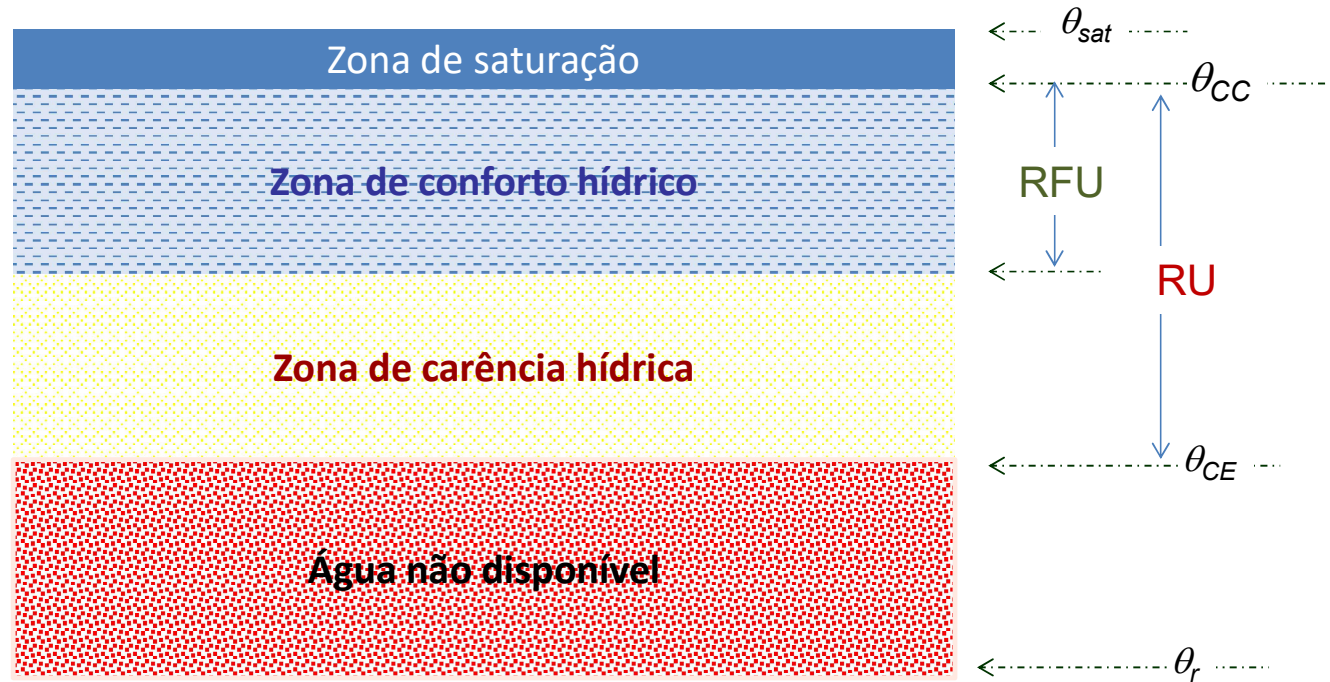 θsat
Zona de saturação
θCC
Zona de conforto hídrico
RFU
RU
Zona de carência hídrica
θCE
Água não disponível
θr